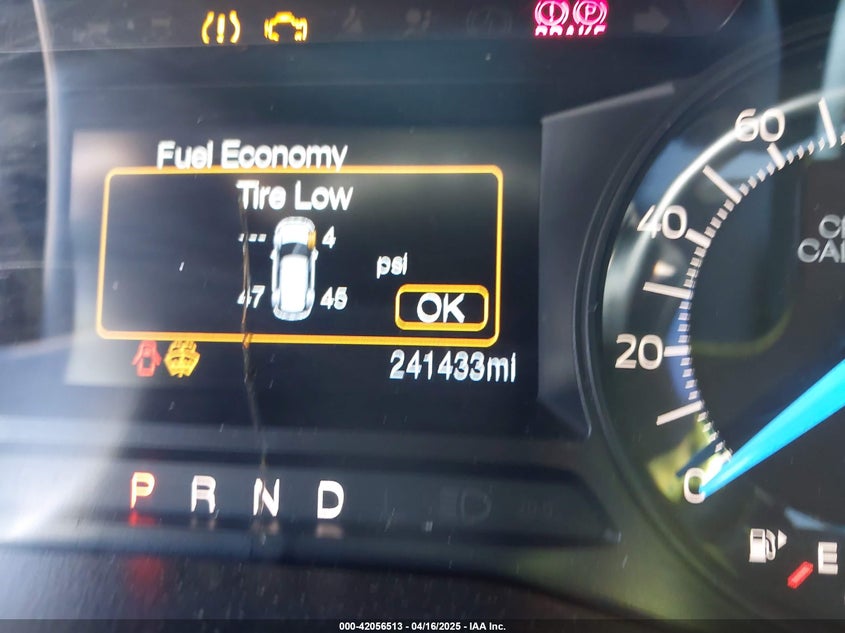 BRAKE
Fuel Economy
Tire Low
--- 4
psi
47 45
OK
241433mi
P R N D
60
40
20
0
E
000-42056513 - 04/16/2025 - IAA Inc.